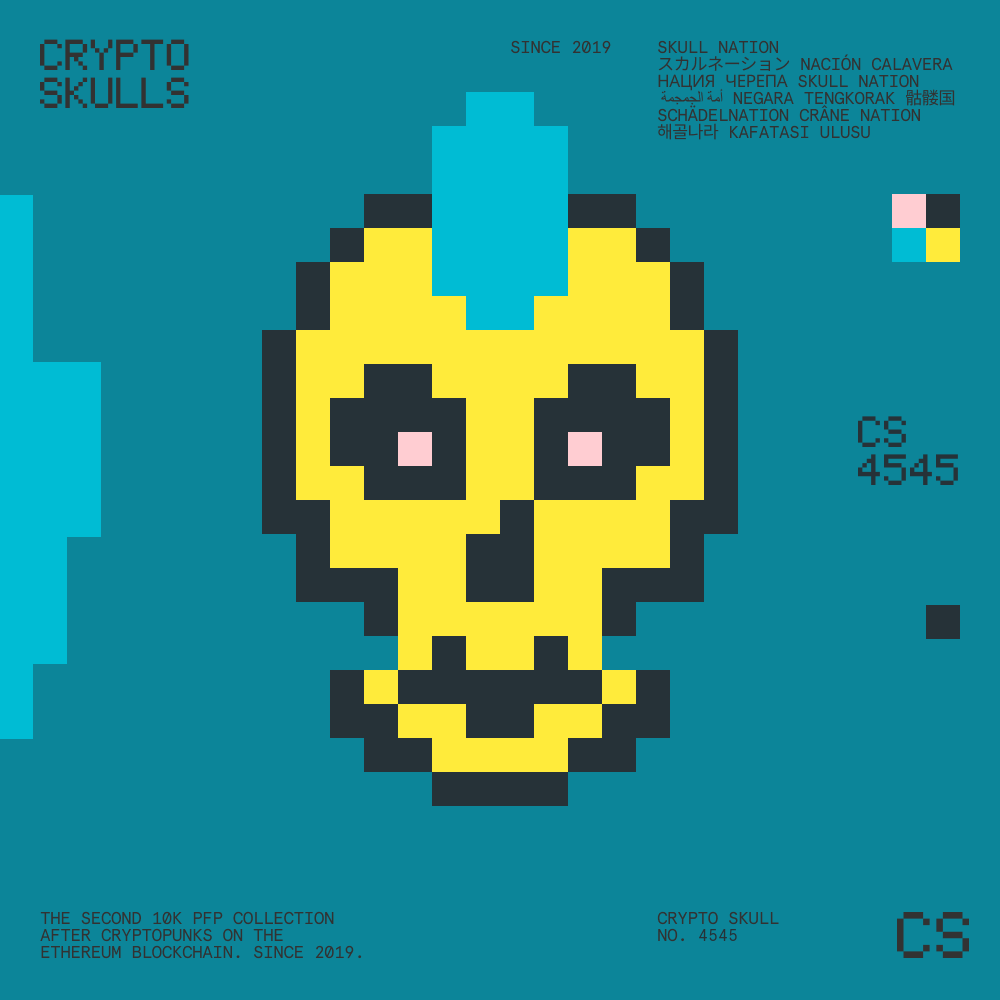 CRYPTO
SKULLS
SINCE 2019
SKULL NATION
スカルネーション NACIÓN CALAVERA
НАЦИЯ ЧЕРЕПА SKULL NATION
أمة الجمجمة NEGARA TENGKORAK 骷髅国
SCHÄDELNATION CRÂNE NATION
해골나라 KAFATASI ULUSU
CS
4545
THE SECOND 10K PFP COLLECTION
AFTER CRYPTOPUNKS ON THE
ETHEREUM BLOCKCHAIN. SINCE 2019.
CRYPTO SKULL
NO. 4545
CS